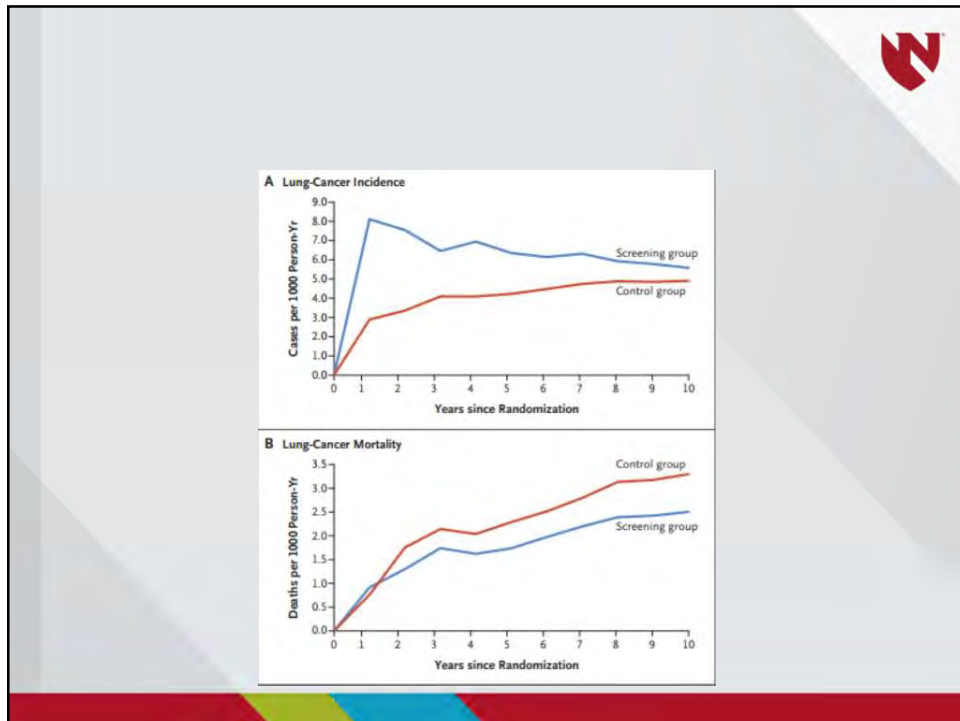 A Lung-Cancer Incidence
Cases per 1000 Person-Yr
9.0
8.0
7.0
6.0
5.0
4.0
3.0
2.0
1.0
0.0
Screening group
Control group
0 1 2 3 4 5 6 7 8 9 10
Years since Randomization
B Lung-Cancer Mortality
Deaths per 1000 Person-Yr
3.5
3.0
2.5
2.0
1.5
1.0
0.5
0.0
Control group
Screening group
0 1 2 3 4 5 6 7 8 9 10
Years since Randomization